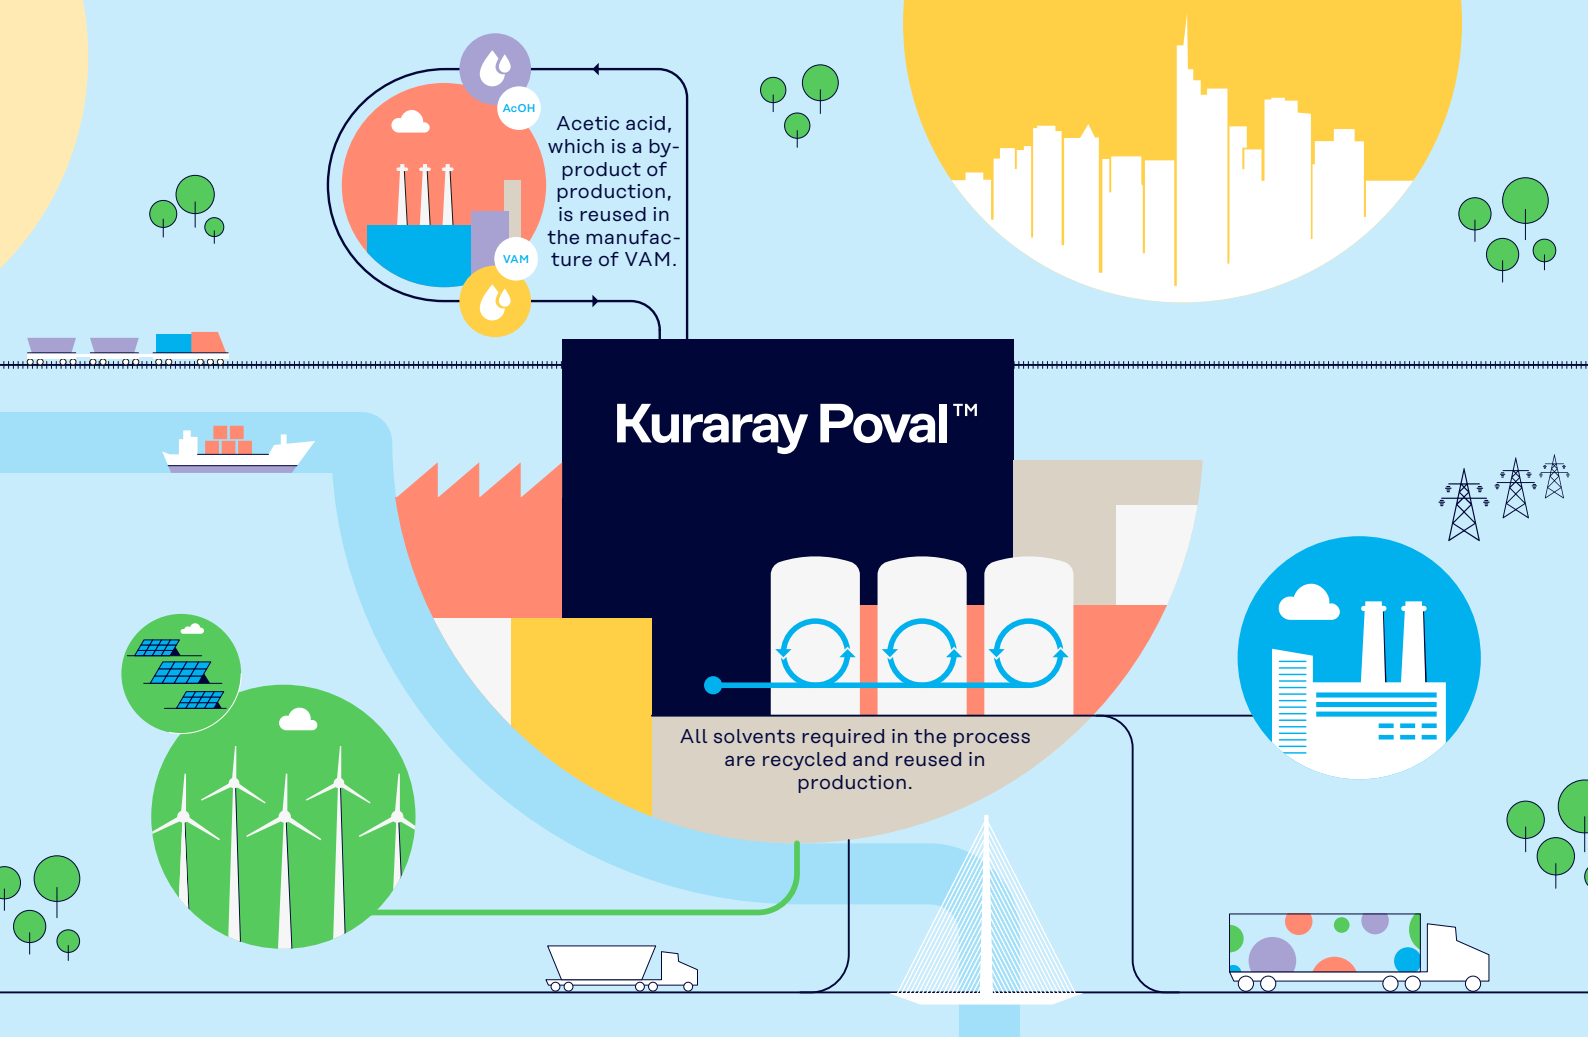 AcOH
Acetic acid,
which is a by-
product of
production,
is reused in
the manufac-
ture of VAM.
VAM
Kuraray Poval™
All solvents required in the process
are recycled and reused in
production.